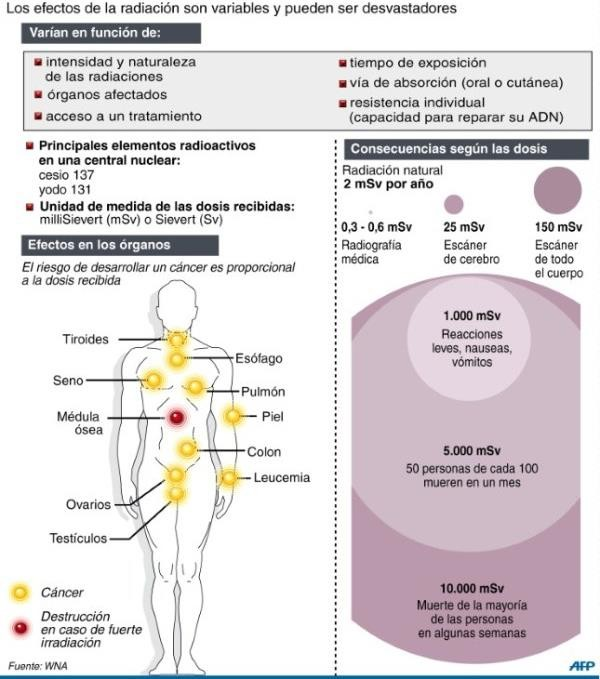 Los efectos de la radiación son variables y pueden ser desvastadores
Varían en función de:
intensidad y naturaleza
de las radiaciones
órganos afectados
acceso a un tratamiento
tiempo de exposición
vía de absorción (oral o cutánea)
resistencia individual
(capacidad para reparar su ADN)
Principales elementos radioactivos
en una central nuclear:
cesio 137
yodo 131
Unidad de medida de las dosis recibidas:
milliSievert (mSv) o Sievert (Sv)
Efectos en los órganos
El riesgo de desarrollar un cáncer es proporcional
a la dosis recibida
Tiroides
Esófago
Seno
Pulmón
Médula
ósea
Piel
Colon
Leucemia
Ovarios
Testículos
Cáncer
Destrucción
en caso de fuerte
irradiación
Fuente: WNA
Consecuencias según las dosis
Radiación natural
2 mSv por año
0,3 - 0,6 mSv
Radiografía
médica
25 mSv
Escáner
de cerebro
150 mSv
Escáner
de todo
el cuerpo
1.000 mSv
Reacciones
leves, nauseas,
vómitos
5.000 mSv
50 personas de cada 100
mueren en un mes
10.000 mSv
Muerte de la mayoría
de las personas
en algunas semanas
AFP